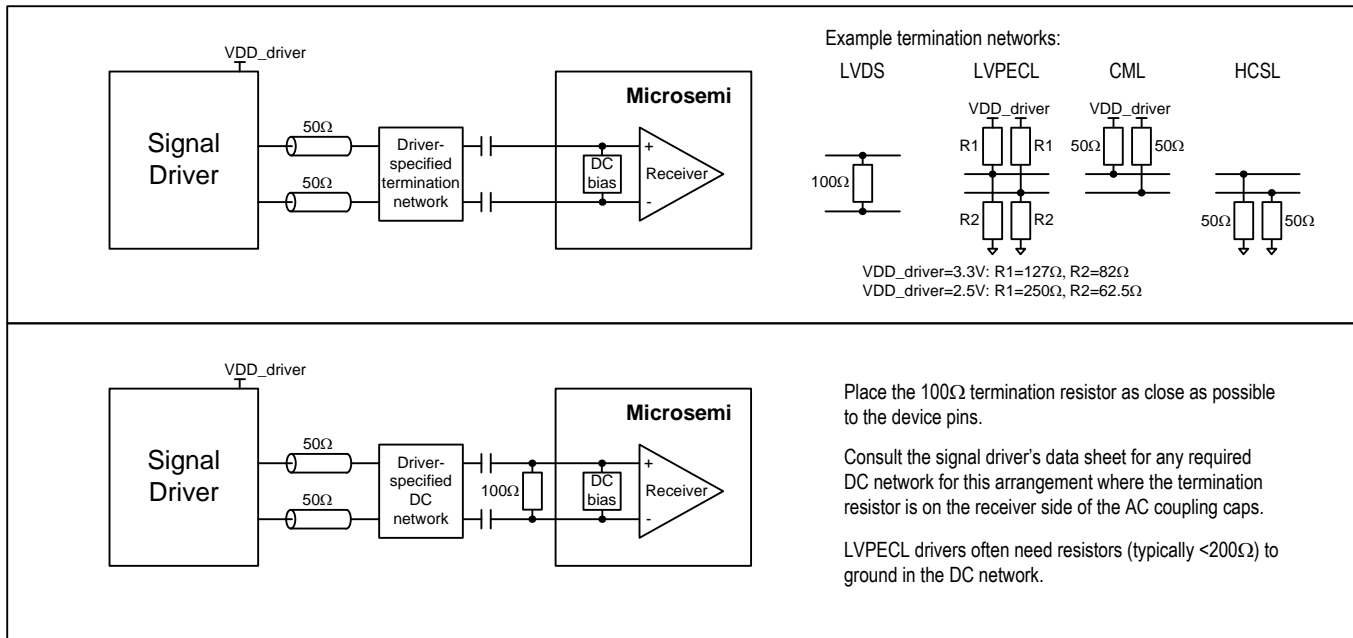 VDD_driver
Signal
Driver
50Ω
50Ω
Driver-
specified
termination
network
Microsemi
+
DC
bias
Receiver
-
Example termination networks:
LVDS
LVPECL
CML
HCSL
100Ω
VDD_driver
R1
R1
R2
R2
VDD_driver
50Ω
50Ω
50Ω
50Ω
VDD_driver=3.3V: R1=127Ω, R2=82Ω
VDD_driver=2.5V: R1=250Ω, R2=62.5Ω
VDD_driver
Signal
Driver
50Ω
50Ω
Driver-
specified
DC
network
100Ω
Microsemi
+
DC
bias
Receiver
-
Place the 100Ω termination resistor as close as possible
to the device pins.
Consult the signal driver's data sheet for any required
DC network for this arrangement where the termination
resistor is on the receiver side of the AC coupling caps.
LVPECL drivers often need resistors (typically <200Ω) to
ground in the DC network.